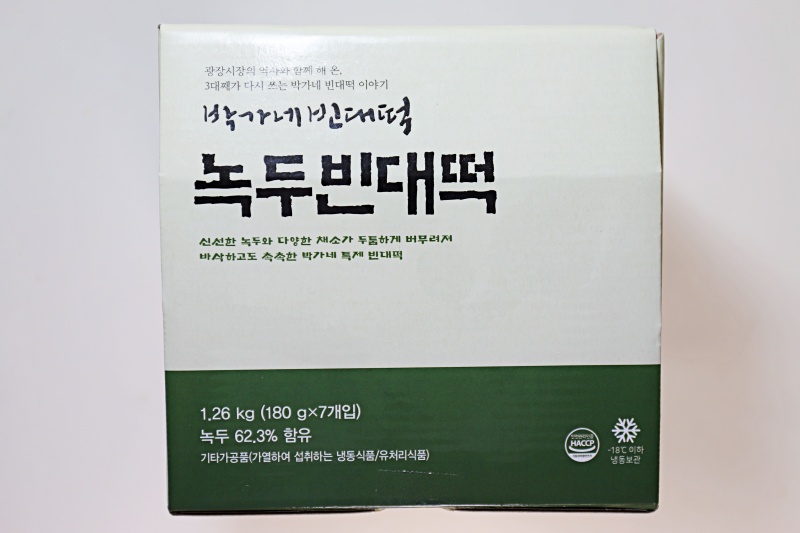 광장시장의 역사와 함께 해 온,
3대째가 다시 쓰는 박가네 빈대떡 이야기
박가네 빈대떡
녹두빈대떡
신선한 녹두와 다양한 채소가 두툼하게 버무려져
바삭하고도 촉촉한 박가네 특제 빈대떡
1.26 kg (180 g×7개입)
녹두 62.3% 함유
기타가공품(가열하여 섭취하는 냉동식품/유처리식품)
HACCP
-18℃ 이하
냉동보관